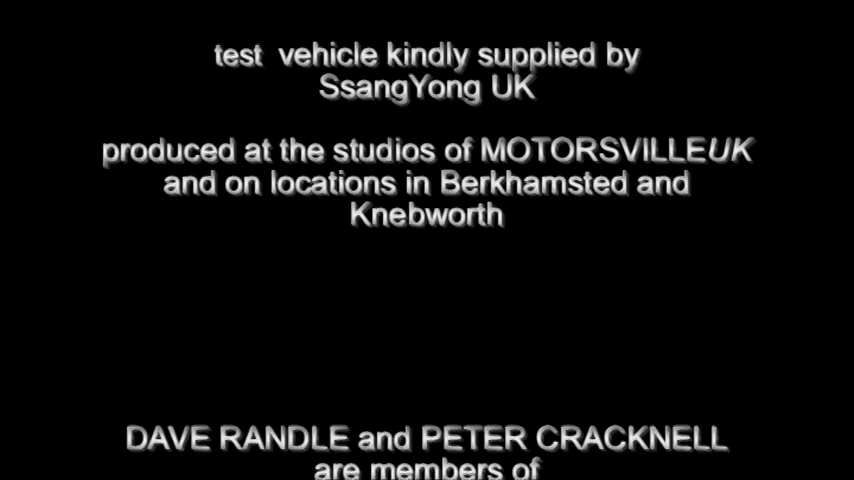 test  vehicle kindly supplied by
SsangYong UK
produced at the studios of MOTORSVILLEUK
and on locations in Berkhamsted and
Knebworth
DAVE RANDLE and PETER CRACKNELL
are members of